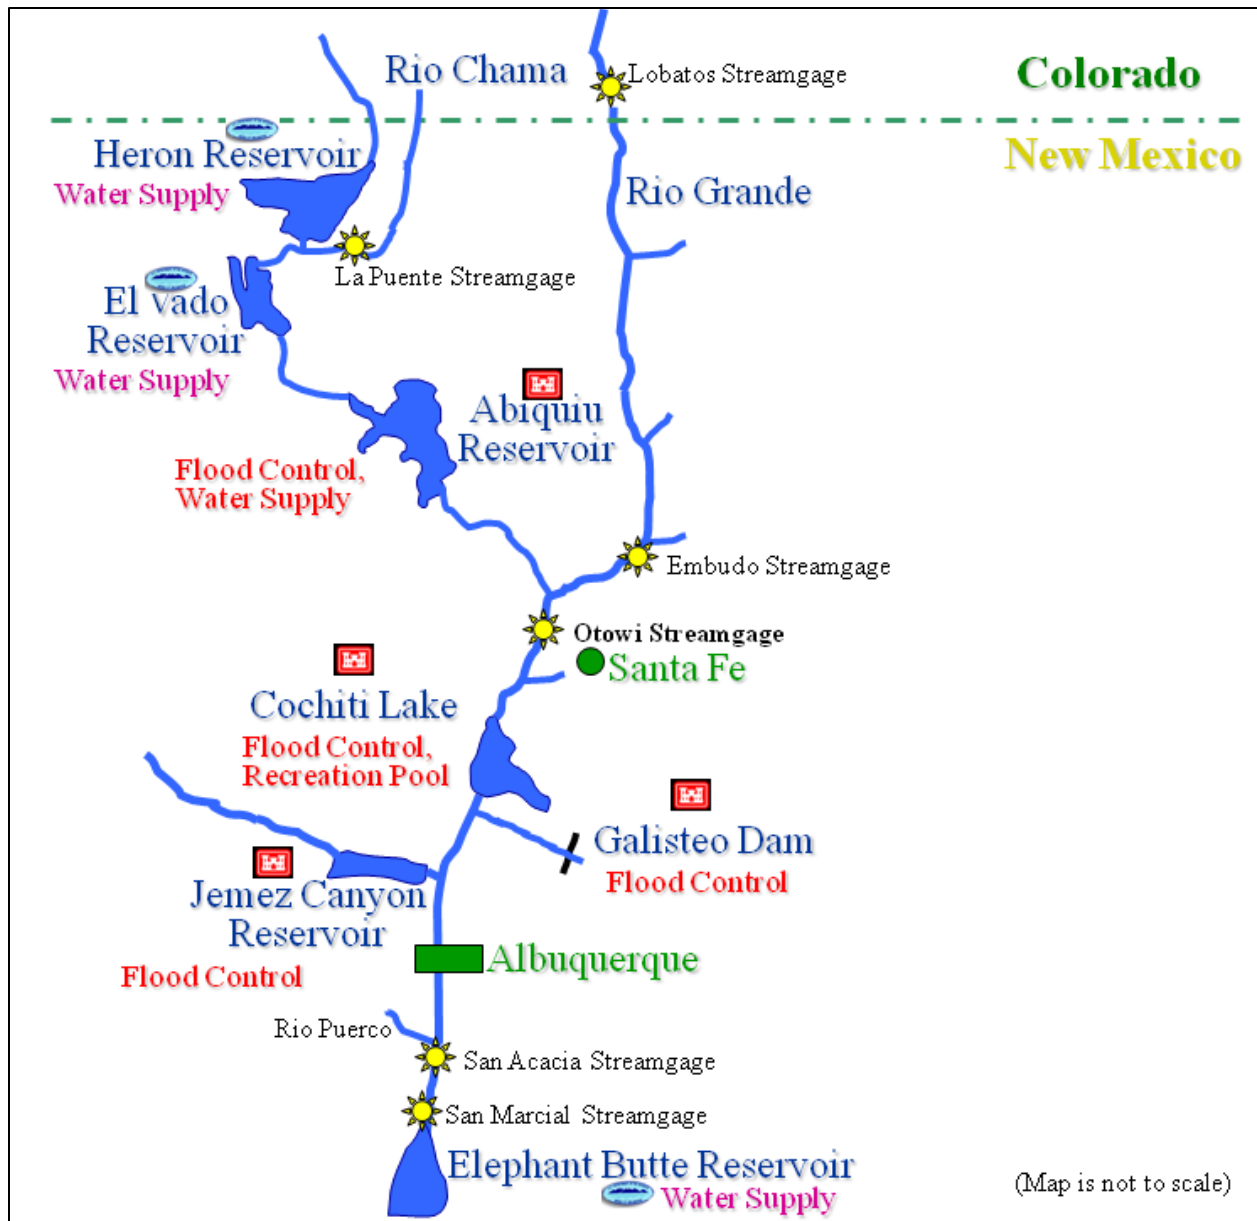 Rio Chama
Lobatos Streamgage
Colorado
Heron Reservoir
Water Supply
New Mexico
Rio Grande
La Puente Streamgage
El Vado
Reservoir
Water Supply
Abiquiu
Reservoir
Flood Control,
Water Supply
Embudo Streamgage
Otowi Streamgage
Santa Fe
Cochiti Lake
Flood Control,
Recreation Pool
Galisteo Dam
Flood Control
Jemez Canyon
Reservoir
Flood Control
Albuquerque
Rio Puerco
San Acacia Streamgage
San Marcial Streamgage
Elephant Butte Reservoir
Water Supply
(Map is not to scale)